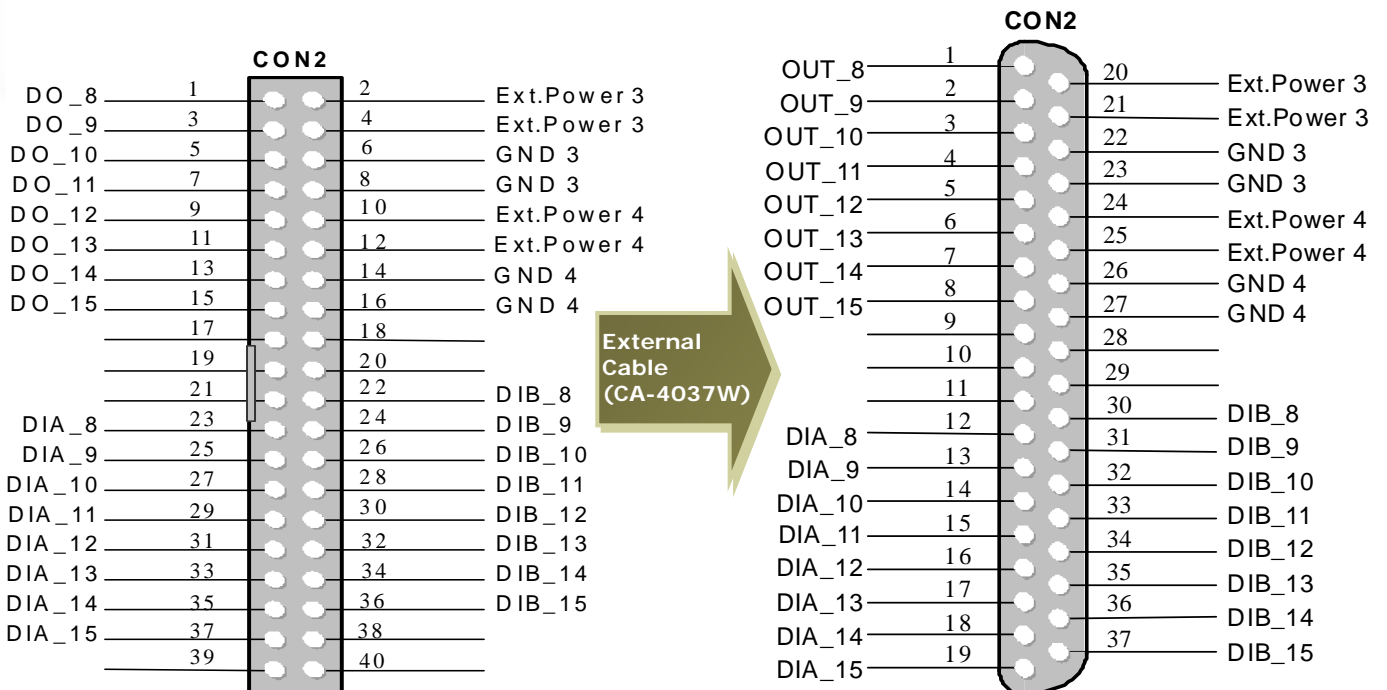 CON2
DO_8 1 2 Ext.Power 3
DO_9 3 4 Ext.Power 3
DO_10 5 6 GND 3
DO_11 7 8 GND 3
DO_12 9 10 Ext.Power 4
DO_13 11 12 Ext.Power 4
DO_14 13 14 GND 4
DO_15 15 16 GND 4
17 18
19 20
21 22 DIB_8
DIA_8 23 24 DIB_9
DIA_9 25 26 DIB_10
DIA_10 27 28 DIB_11
DIA_11 29 30 DIB_12
DIA_12 31 32 DIB_13
DIA_13 33 34 DIB_14
DIA_14 35 36 DIB_15
DIA_15 37 38
39 40
External
Cable
(CA-4037W)
CON2
OUT_8 1 20 Ext.Power 3
OUT_9 2 21 Ext.Power 3
OUT_10 3 22 GND 3
OUT_11 4 23 GND 3
OUT_12 5 24 Ext.Power 4
OUT_13 6 25 Ext.Power 4
OUT_14 7 26 GND 4
OUT_15 8 27 GND 4
9 28
10 29
11 30 DIB_8
DIA_8 12 31 DIB_9
DIA_9 13 32 DIB_10
DIA_10 14 33 DIB_11
DIA_11 15 34 DIB_12
DIA_12 16 35 DIB_13
DIA_13 17 36 DIB_14
DIA_14 18 37 DIB_15
DIA_15 19